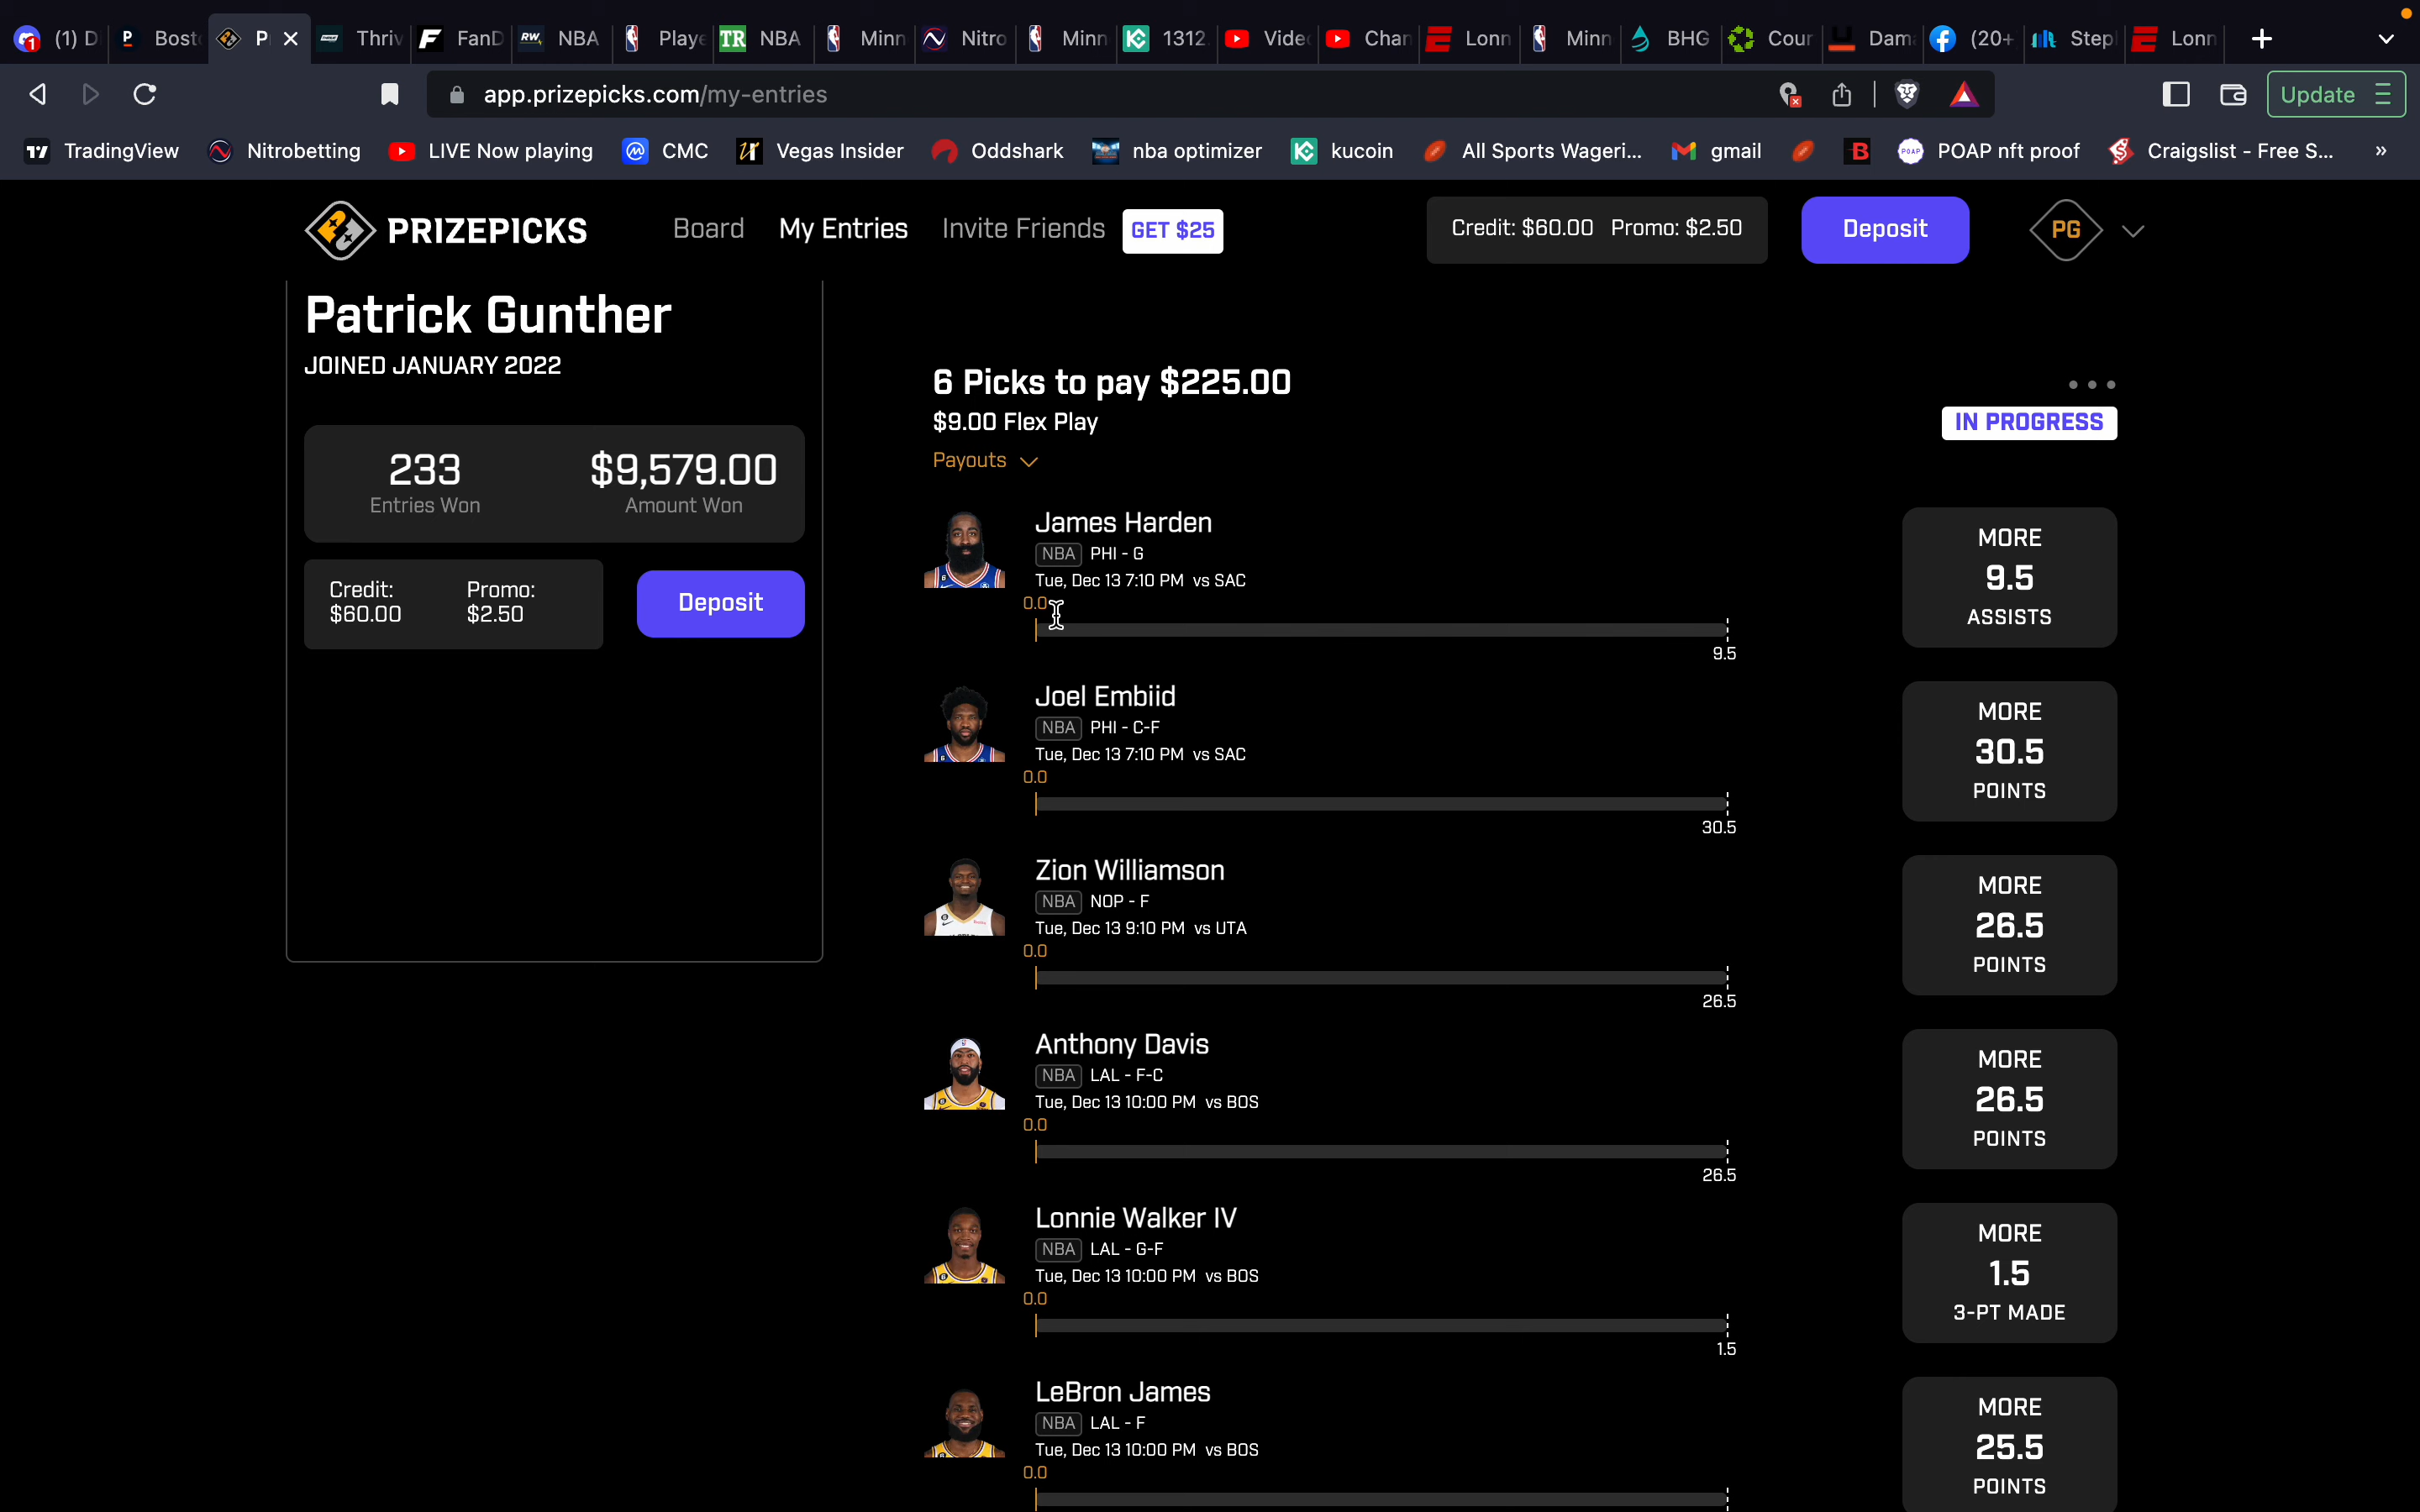 (1) D
Bost
P
Thriv
FanD
RW
NBA
Playe
TR
NBA
Minn
Nitro
Minn
1312
Vide
Chan
Lonn
Minn
BHG
Cour
Dam
(20+
Step
Lonn
app.prizepicks.com/my-entries
Update
TradingView
Nitrobetting
LIVE Now playing
CMC
Vegas Insider
Oddshark
nba optimizer
kucoin
All Sports Wageri...
gmail
B
POAP nft proof
Craigslist - Free S...
»
PRIZEPICKS
Board
My Entries
Invite Friends
GET $25
Credit: $60.00 Promo: $2.50
Deposit
PG
Patrick Gunther
JOINED JANUARY 2022
233
Entries Won
$9,579.00
Amount Won
Credit:
$60.00
Promo:
$2.50
Deposit
6 Picks to pay $225.00
$9.00 Flex Play
IN PROGRESS
Payouts
James Harden
NBA PHI - G
Tue, Dec 13 7:10 PM vs SAC
0.0
9.5
MORE
9.5
ASSISTS
Joel Embiid
NBA PHI - C-F
Tue, Dec 13 7:10 PM vs SAC
0.0
30.5
MORE
30.5
POINTS
Zion Williamson
NBA NOP - F
Tue, Dec 13 9:10 PM vs UTA
0.0
26.5
MORE
26.5
POINTS
Anthony Davis
NBA LAL - F-C
Tue, Dec 13 10:00 PM vs BOS
0.0
26.5
MORE
26.5
POINTS
Lonnie Walker IV
NBA LAL - G-F
Tue, Dec 13 10:00 PM vs BOS
0.0
1.5
MORE
1.5
3-PT MADE
LeBron James
NBA LAL - F
Tue, Dec 13 10:00 PM vs BOS
0.0
MORE
25.5
POINTS